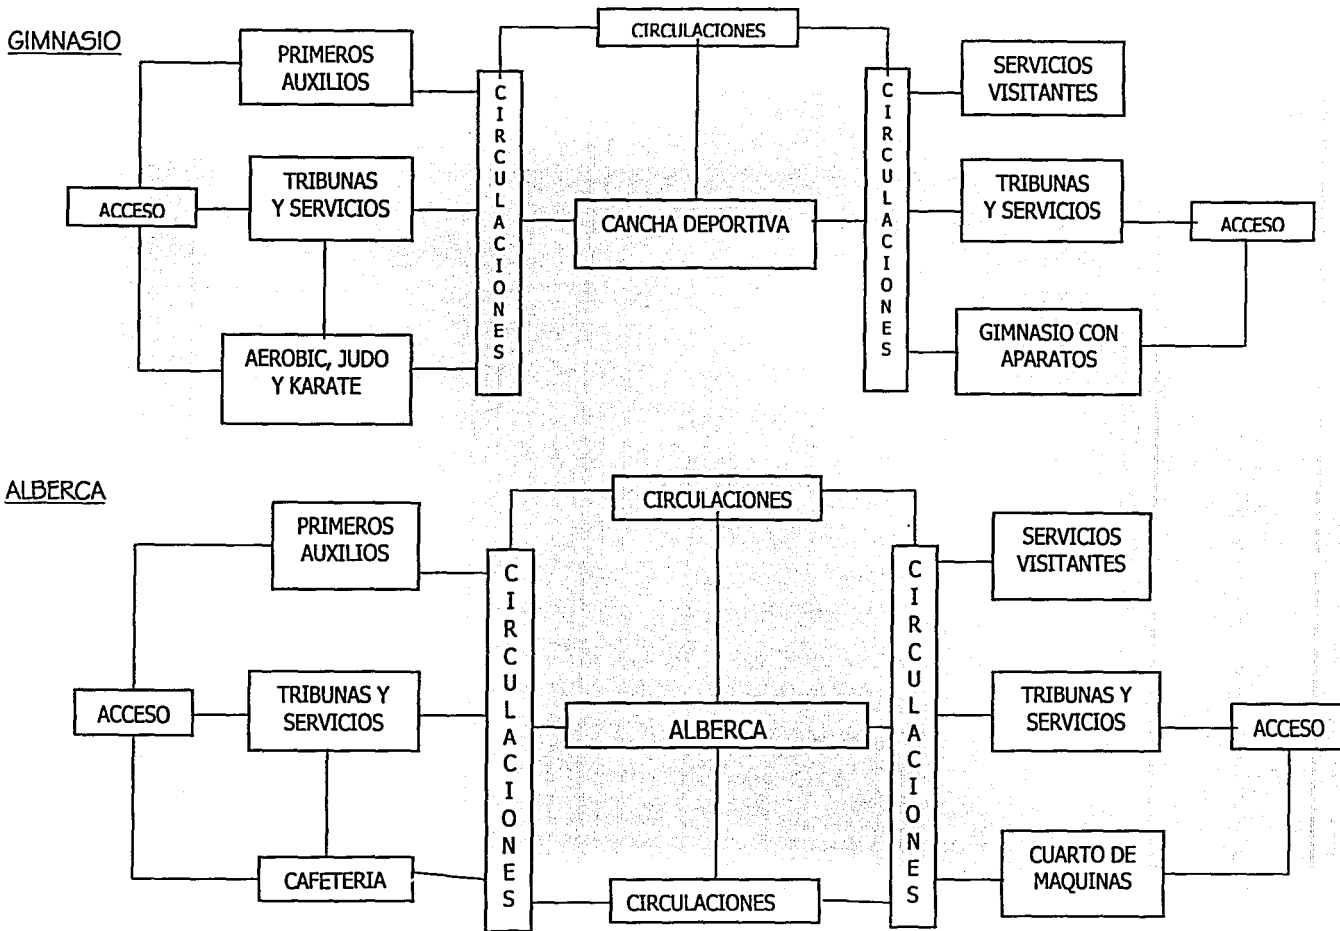 GIMNASIO
CIRCULACIONES
PRIMEROS
AUXILIOS
CIRCULACIONES
CIRCULACIONES
SERVICIOS
VISITANTES
ACCESO
TRIBUNAS
Y SERVICIOS
CANCHA DEPORTIVA
TRIBUNAS
Y SERVICIOS
ACCESO
AEROBIC, JUDO
Y KARATE
GIMNASIO CON
APARATOS
ALBERCA
CIRCULACIONES
PRIMEROS
AUXILIOS
CIRCULACIONES
CIRCULACIONES
SERVICIOS
VISITANTES
ACCESO
TRIBUNAS Y
SERVICIOS
ALBERCA
TRIBUNAS Y
SERVICIOS
ACCESO
CAFETERIA
CIRCULACIONES
CUARTO DE
MAQUINAS